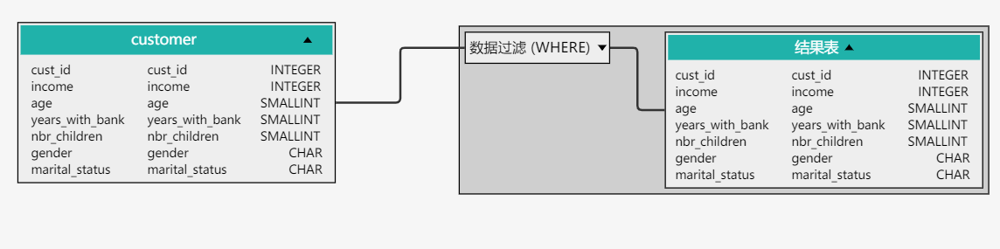 customer ▲
cust_id cust_id INTEGER
income income INTEGER
age age SMALLINT
years_with_bank years_with_bank SMALLINT
nbr_children nbr_children SMALLINT
gender gender CHAR
marital_status marital_status CHAR
数据过滤 (WHERE) ▼
结果表 ▲
cust_id cust_id INTEGER
income income INTEGER
age age SMALLINT
years_with_bank years_with_bank SMALLINT
nbr_children nbr_children SMALLINT
gender gender CHAR
marital_status marital_status CHAR